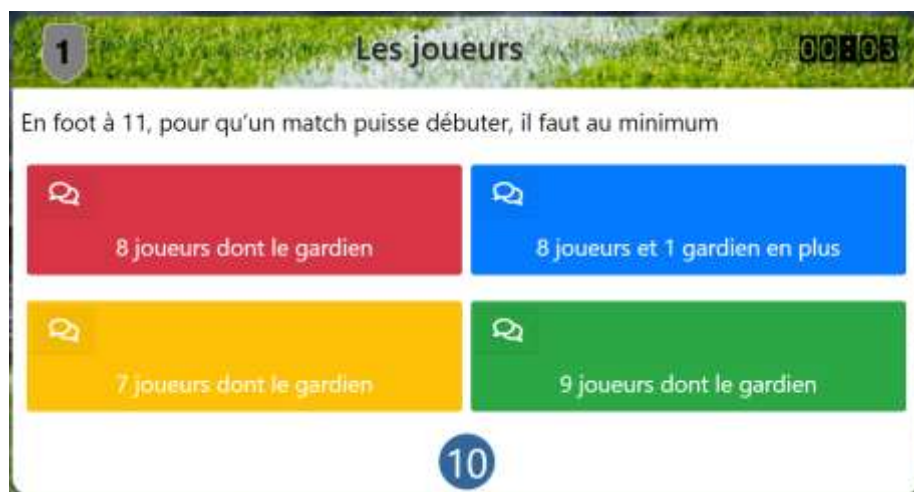 1
Les joueurs
00:03
En foot à 11, pour qu'un match puisse débuter, il faut au minimum
8 joueurs dont le gardien
8 joueurs et 1 gardien en plus
7 joueurs dont le gardien
9 joueurs dont le gardien
10